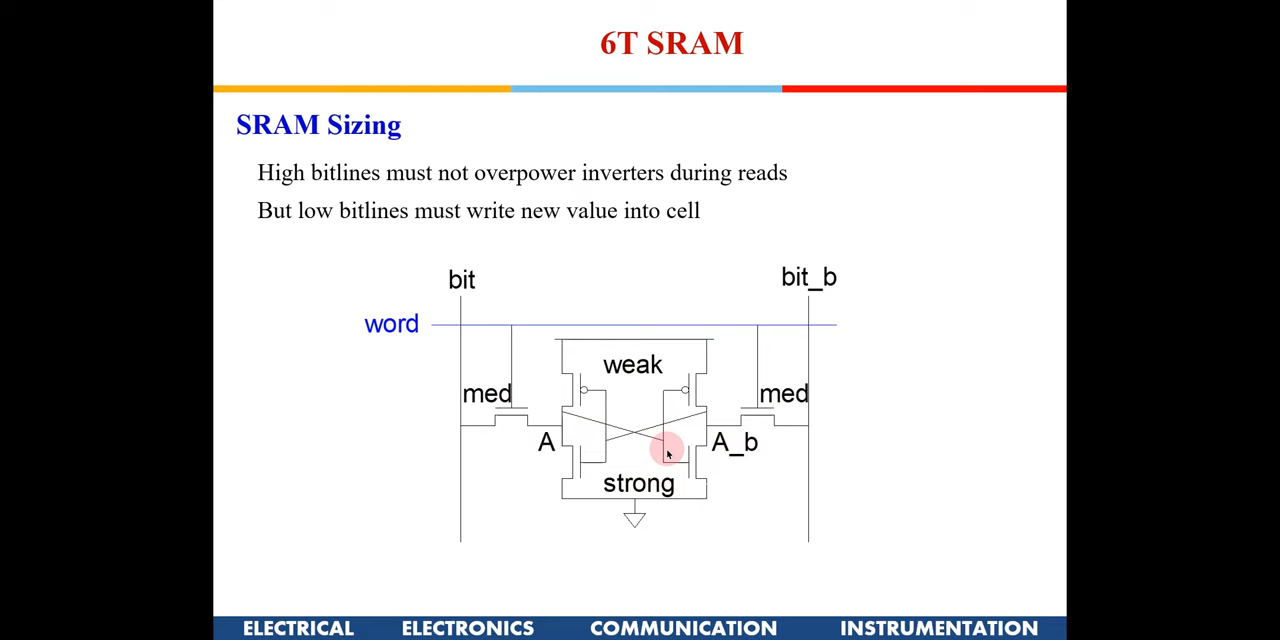 6T SRAM
SRAM Sizing
High bitlines must not overpower inverters during reads
But low bitlines must write new value into cell
bit
bit_b
word
weak
med
med
A
A_b
strong
ELECTRICAL ELECTRONICS COMMUNICATION INSTRUMENTATION